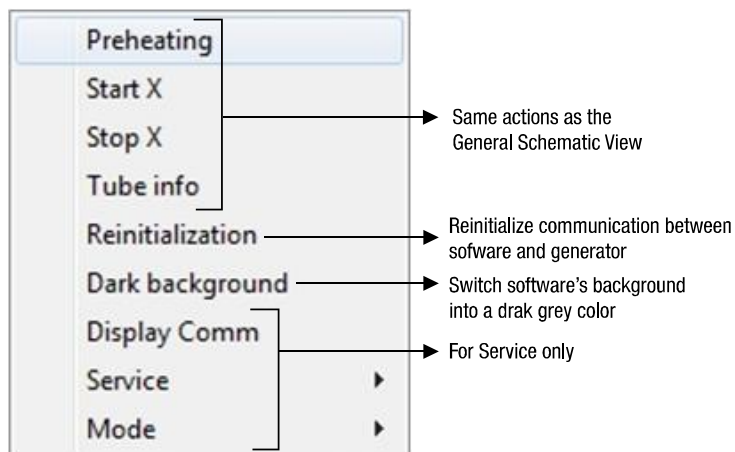 Preheating
Start X
Stop X
Tube info
Reinitialization
Dark background
Display Comm
Service
Mode
Same actions as the
General Schematic View
Reinitialize communication between
sofware and generator
Switch software's background
into a drak grey color
For Service only